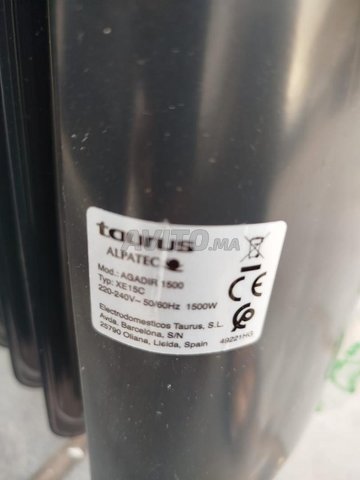 taurus
AVITO.ma
ALPATEC
Mod.: AGADIR 1500
Typ: XE15C
220-240V~ 50/60Hz 1500W
Electrodomesticos Taurus, S.L.
Avda. Barcelona, S/N
25790 Oliana, Lleida, Spain
49221HG